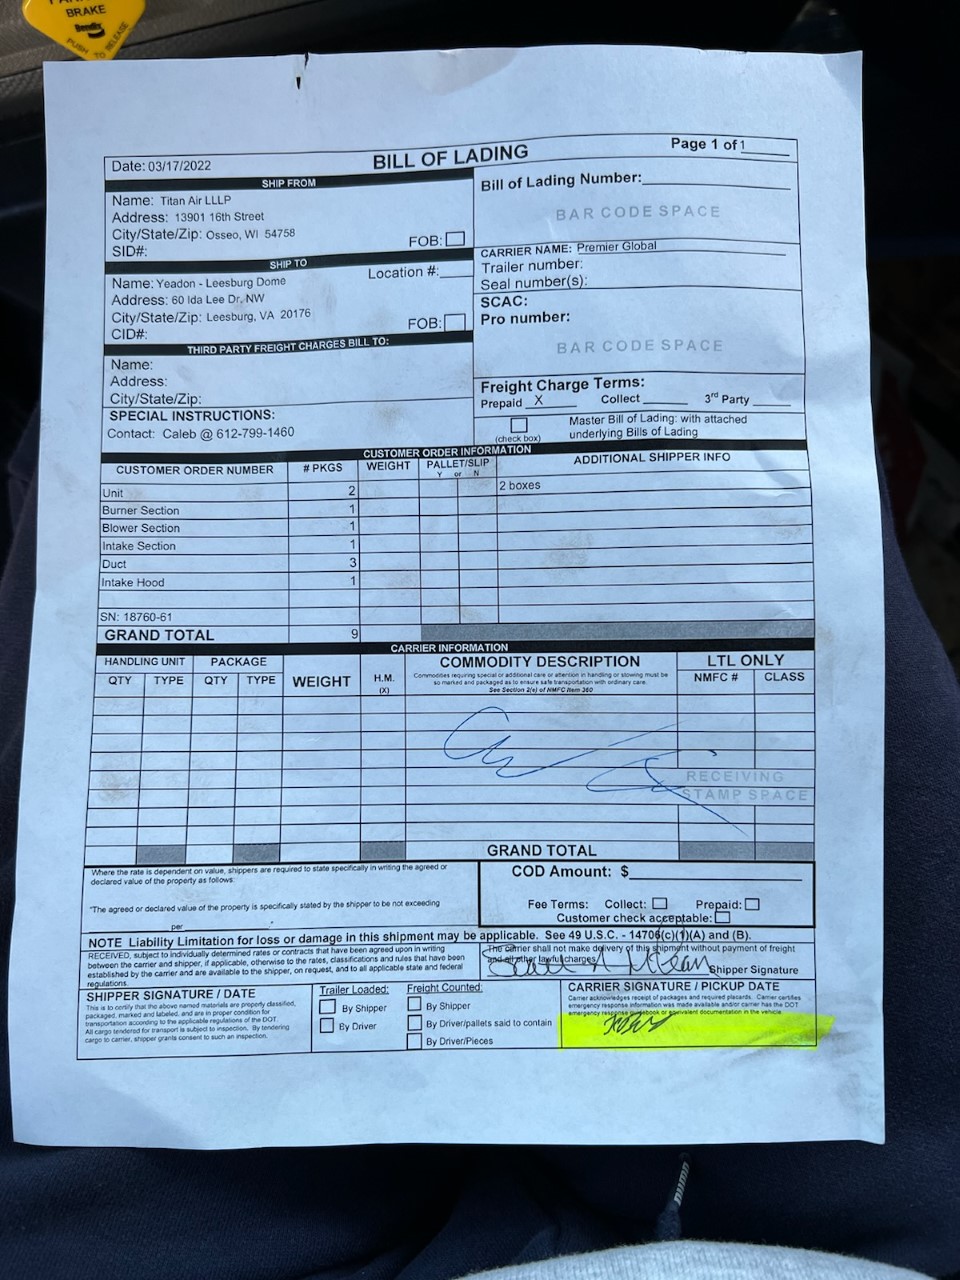 BRAKE
Bendix
PUSH TO RELEASE
Date: 03/17/2022
BILL OF LADING
Page 1 of 1
SHIP FROM
Name: Titan Air LLLP
Address: 13901 16th Street
City/State/Zip: Osseo, WI 54758
SID#:
FOB:
Bill of Lading Number:
BAR CODE SPACE
SHIP TO
Name: Yeadon - Leesburg Dome
Location #:
Address: 60 Ida Lee Dr. NW
City/State/Zip: Leesburg, VA 20176
CID#:
FOB:
CARRIER NAME: Premier Global
Trailer number:
Seal number(s):
SCAC:
Pro number:
BAR CODE SPACE
THIRD PARTY FREIGHT CHARGES BILL TO:
Name:
Address:
City/State/Zip:
SPECIAL INSTRUCTIONS:
Contact: Caleb @ 612-799-1460
Freight Charge Terms:
Prepaid X Collect 3rd Party
(check box)
Master Bill of Lading: with attached
underlying Bills of Lading
CUSTOMER ORDER INFORMATION
CUSTOMER ORDER NUMBER # PKGS WEIGHT PALLET/SLIP ADDITIONAL SHIPPER INFO
Y or N
Unit 2 2 boxes
Burner Section 1
Blower Section 1
Intake Section 1
Duct 3
Intake Hood 1
SN: 18760-61
GRAND TOTAL 9
CARRIER INFORMATION
HANDLING UNIT PACKAGE COMMODITY DESCRIPTION LTL ONLY
QTY TYPE QTY TYPE WEIGHT H.M. (X) NMFC # CLASS
Commodities requiring special or additional care or attention in handling or stowing must be
so marked and packaged as to ensure safe transportation with ordinary care.
See Section 2(e) of NMFC Item 360
RECEIVING
STAMP SPACE
GRAND TOTAL
Where the rate is dependent on value, shippers are required to state specifically in writing the agreed or
declared value of the property as follows:
"The agreed or declared value of the property is specifically stated by the shipper to be not exceeding
per ."
COD Amount: $
Fee Terms: Collect: Prepaid:
Customer check acceptable:
NOTE Liability Limitation for loss or damage in this shipment may be applicable. See 49 U.S.C. - 14706(c)(1)(A) and (B).
RECEIVED, subject to individually determined rates or contracts that have been agreed upon in writing
between the carrier and shipper, if applicable, otherwise to the rates, classifications and rules that have been
established by the carrier and are available to the shipper, on request, and to all applicable state and federal
regulations.
The carrier shall not make delivery of this shipment without payment of freight
and all other lawful charges.
Shipper Signature
SHIPPER SIGNATURE / DATE
This is to certify that the above named materials are properly classified,
packaged, marked and labeled, and are in proper condition for
transportation according to the applicable regulations of the DOT.
All cargo tendered for transport is subject to inspection. By tendering
cargo to carrier, shipper grants consent to such an inspection.
Trailer Loaded:
By Shipper
By Driver
Freight Counted:
By Shipper
By Driver/pallets said to contain
By Driver/Pieces
CARRIER SIGNATURE / PICKUP DATE
Carrier acknowledges receipt of packages and required placards. Carrier certifies
emergency response information was made available and/or carrier has the DOT
emergency response guidebook or equivalent documentation in the vehicle.